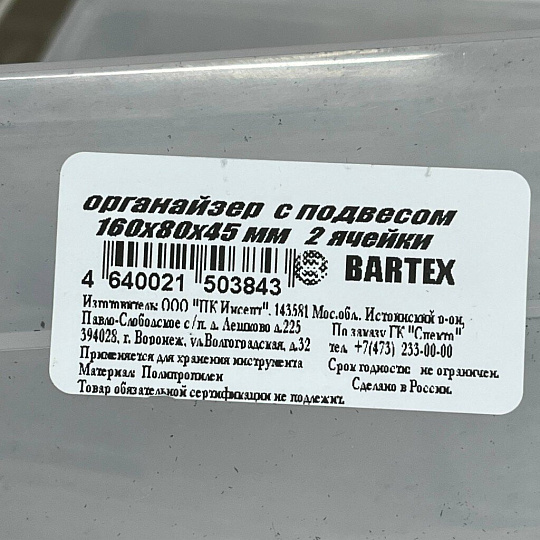 органайзер с подвесом
160х80х45 мм 2 ячейки
4 640021 503843 BARTEX
Изготовитель: ООО "ПК Инсепт", 143581 Мос.обл. Истринский р-он,
Павло-Слободское с/п, д. Лешково д.225 По заказу ГК "Спектр"
394028, г. Воронеж, ул.Волгоградская, д.32 тел. +7(473) 233-00-00
Применяется для хранения инструмента Срок годности: не ограничен.
Материал: Полипропилен Сделано в России.
Товар обязательной сертификации не подлежит.